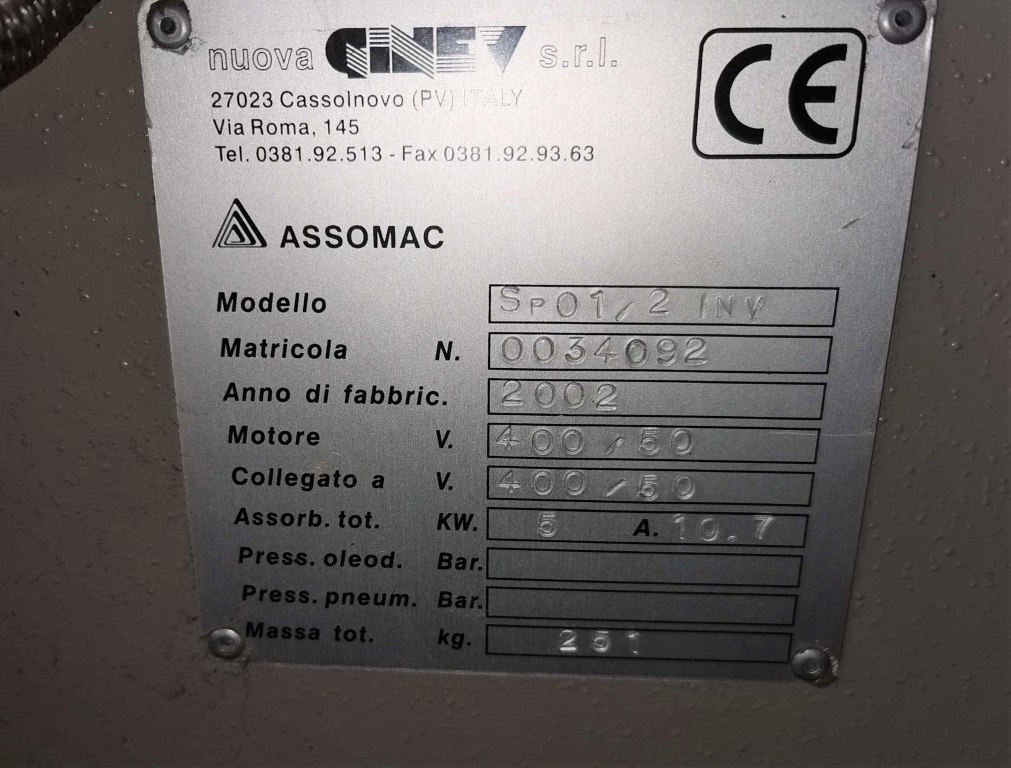 nuova CINEV s.r.l.
27023 Cassolnovo (PV) ITALY
Via Roma, 145
Tel. 0381.92.513 - Fax 0381.92.93.63
CE
ASSOMAC
Modello SP01/2 INV
Matricola N. 0034092
Anno di fabbric. 2002
Motore V. 400/50
Collegato a V. 400/50
Assorb. tot. KW. 5 A. 10.7
Press. oleod. Bar.
Press. pneum. Bar.
Massa tot. kg. 251